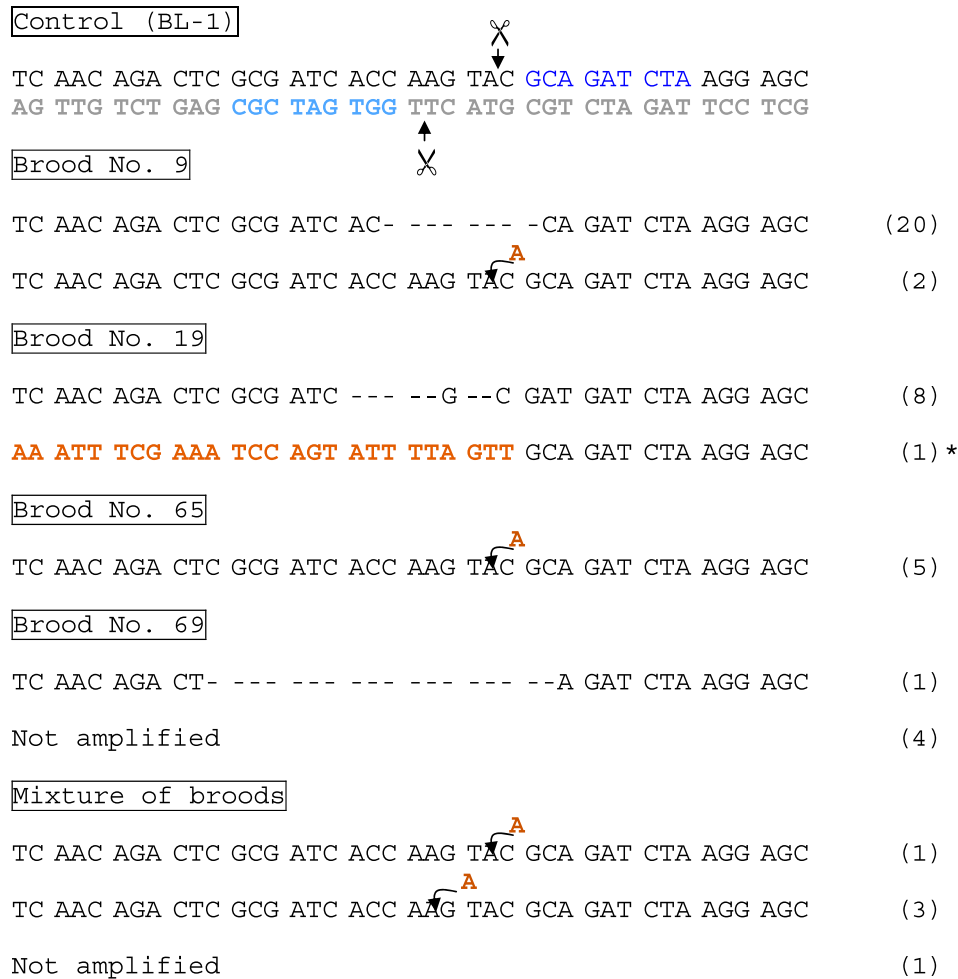 Control (BL-1)
TC AAC AGA CTC GCG ATC ACC AAG TAC GCA GAT CTA AGG AGC
AG TTG TCT GAG CGC TAG TGG TTC ATG CGT CTA GAT TCC TCG
Brood No. 9
TC AAC AGA CTC GCG ATC AC- --- --- -CA GAT CTA AGG AGC (20)
A
TC AAC AGA CTC GCG ATC ACC AAG TAC GCA GAT CTA AGG AGC (2)
Brood No. 19
TC AAC AGA CTC GCG ATC --- --G --C GAT GAT CTA AGG AGC (8)
AA ATT TCG AAA TCC AGT ATT TTA GTT GCA GAT CTA AGG AGC (1)*
Brood No. 65
A
TC AAC AGA CTC GCG ATC ACC AAG TAC GCA GAT CTA AGG AGC (5)
Brood No. 69
TC AAC AGA CT- --- --- --- --- --- --A GAT CTA AGG AGC (1)
Not amplified (4)
Mixture of broods
A
TC AAC AGA CTC GCG ATC ACC AAG TAC GCA GAT CTA AGG AGC (1)
A
TC AAC AGA CTC GCG ATC ACC AAG TAC GCA GAT CTA AGG AGC (3)
Not amplified (1)